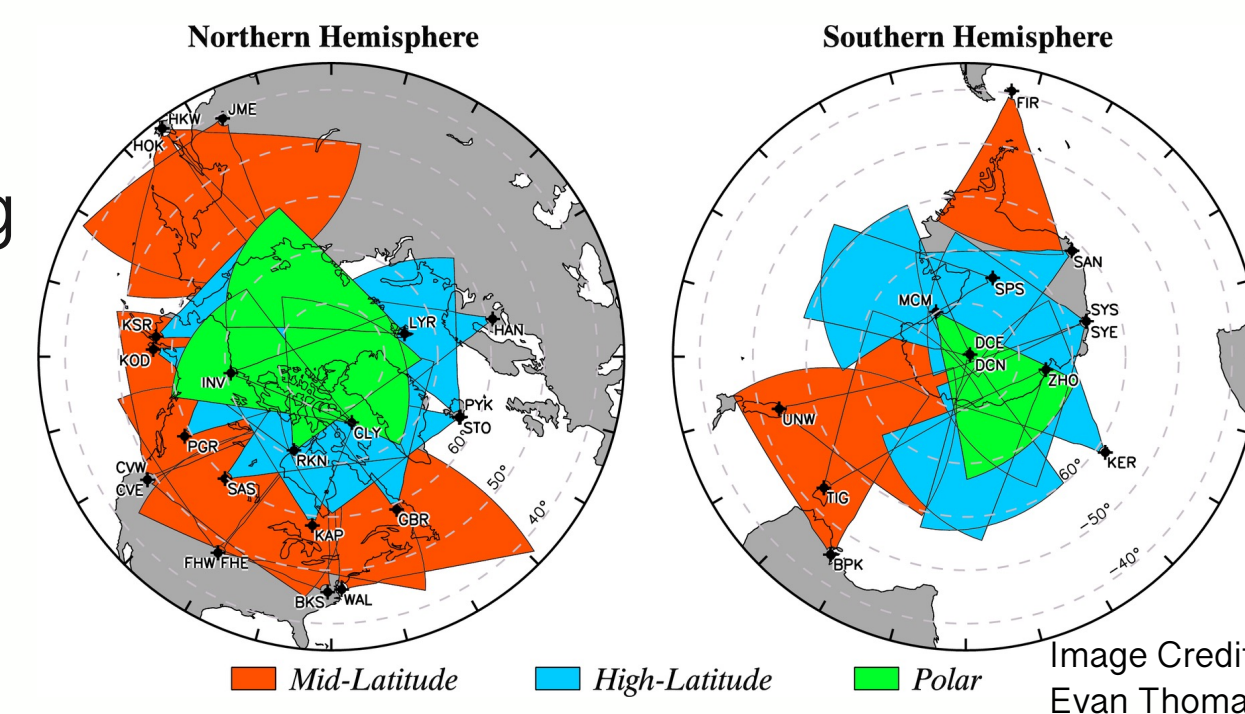 g
Northern Hemisphere
HKW
JME
HOK
KSR
KOD
INV
LYR
HAN
PGR
CLY
PYK
STO
RKN
CVW
CVE
SAS
KAP
GBR
FHW FHE
BKS WAL
60°
50°
40°
Southern Hemisphere
FIR
SAN
SPS
MCM
SYS
SYE
DCE
DCN
ZHO
UNW
KER
TIG
BPK
−60°
−50°
−40°
Mid-Latitude
High-Latitude
Polar
Image Credit
Evan Thoma